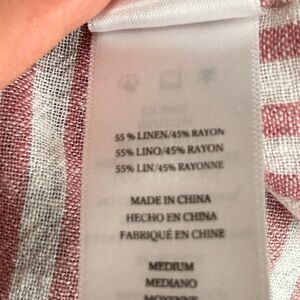 55 % LINEN/45% RAYON
55% LINO/45% RAYON
55% LIN/45% RAYONNE
MADE IN CHINA
HECHO EN CHINA
FABRIQUÉ EN CHINE
MEDIUM
MEDIANO
MOYENNE